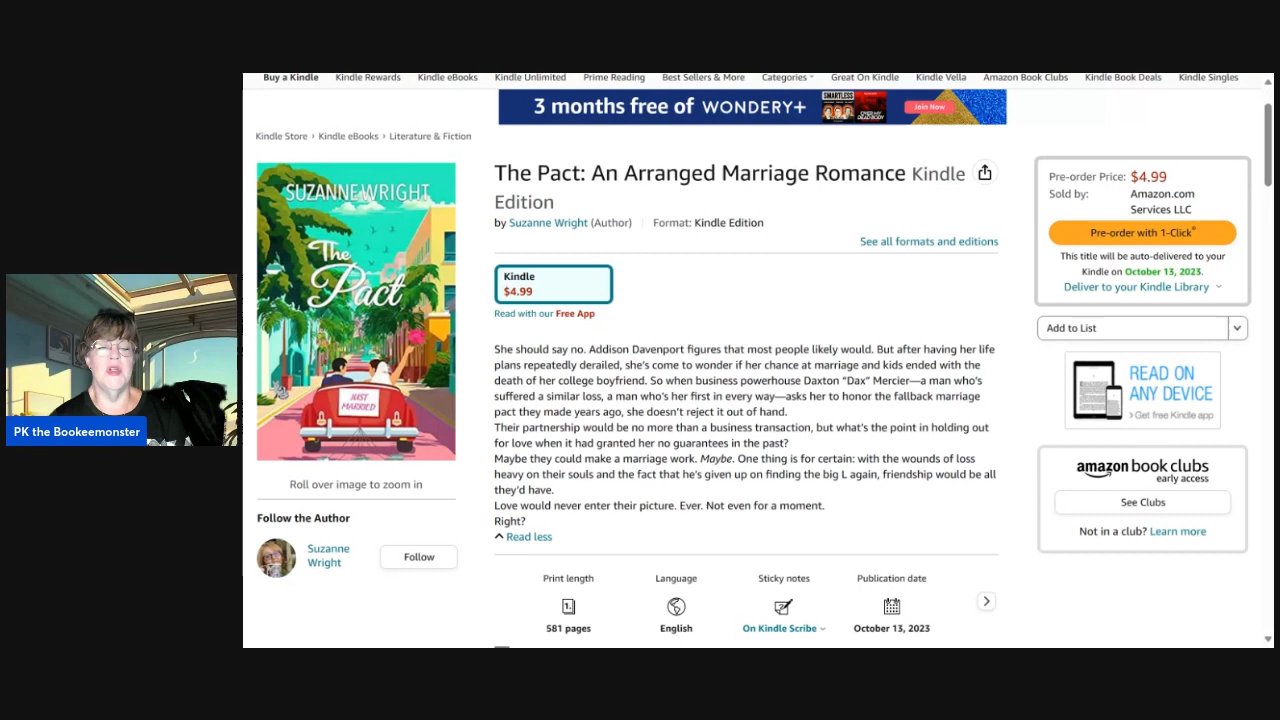 Buy a Kindle Kindle Rewards Kindle eBooks Kindle Unlimited Prime Reading Best Sellers & More Categories Great On Kindle Kindle Vella Amazon Book Clubs Kindle Book Deals Kindle Singles
3 months free of WONDERY+ SMARTLESS OVER MY DEAD BODY Join Now
Kindle Store › Kindle eBooks › Literature & Fiction
SUZANNE WRIGHT
The
Pact
JUST
MARRIED
Roll over image to zoom in
Follow the Author
Suzanne
Wright
Follow
The Pact: An Arranged Marriage Romance Kindle
Edition
by Suzanne Wright (Author) Format: Kindle Edition
See all formats and editions
Kindle
$4.99
Read with our Free App
She should say no. Addison Davenport figures that most people likely would. But after having her life
plans repeatedly derailed, she's come to wonder if her chance at marriage and kids ended with the
death of her college boyfriend. So when business powerhouse Daxton “Dax” Mercier—a man who's
suffered a similar loss, a man who's her first in every way—asks her to honor the fallback marriage
pact they made years ago, she doesn't reject it out of hand.
Their partnership would be no more than a business transaction, but what's the point in holding out
for love when it had granted her no guarantees in the past?
Maybe they could make a marriage work. Maybe. One thing is for certain: with the wounds of loss
heavy on their souls and the fact that he's given up on finding the big L again, friendship would be all
they'd have.
Love would never enter their picture. Ever. Not even for a moment.
Right?
Read less
Print length Language Sticky notes Publication date
1.
581 pages English On Kindle Scribe October 13, 2023
Pre-order Price: $4.99
Sold by: Amazon.com
Services LLC
Pre-order with 1-Click®
This title will be auto-delivered to your
Kindle on October 13, 2023.
Deliver to your Kindle Library
Add to List
READ ON
ANY DEVICE
› Get free Kindle app
amazon book clubs
early access
See Clubs
Not in a club? Learn more
PK the Bookeemonster